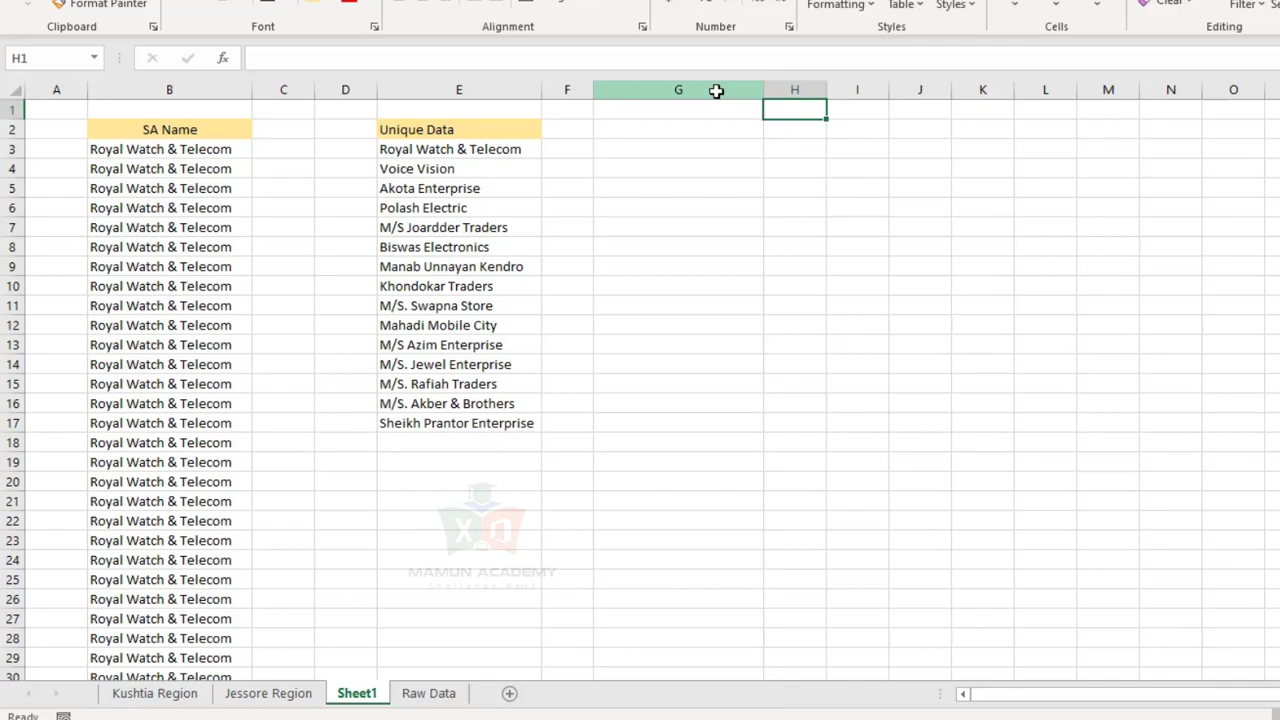 Format Painter
Formatting Table Styles
Clear
Filter
Clipboard Font Alignment Number Styles Cells Editing
H1 fx
A B C D E F G H I J K L M N O
1
2 SA Name Unique Data
3 Royal Watch & Telecom Royal Watch & Telecom
4 Royal Watch & Telecom Voice Vision
5 Royal Watch & Telecom Akota Enterprise
6 Royal Watch & Telecom Polash Electric
7 Royal Watch & Telecom M/S Joardder Traders
8 Royal Watch & Telecom Biswas Electronics
9 Royal Watch & Telecom Manab Unnayan Kendro
10 Royal Watch & Telecom Khondokar Traders
11 Royal Watch & Telecom M/S. Swapna Store
12 Royal Watch & Telecom Mahadi Mobile City
13 Royal Watch & Telecom M/S Azim Enterprise
14 Royal Watch & Telecom M/S. Jewel Enterprise
15 Royal Watch & Telecom M/S. Rafiah Traders
16 Royal Watch & Telecom M/S. Akber & Brothers
17 Royal Watch & Telecom Sheikh Prantor Enterprise
18 Royal Watch & Telecom
19 Royal Watch & Telecom
20 Royal Watch & Telecom
21 Royal Watch & Telecom
22 Royal Watch & Telecom
23 Royal Watch & Telecom
24 Royal Watch & Telecom
25 Royal Watch & Telecom
MAMUN ACADEMY
26 Royal Watch & Telecom
27 Royal Watch & Telecom
28 Royal Watch & Telecom
29 Royal Watch & Telecom
30 Royal Watch & Telecom
Kushtia Region Jessore Region Sheet1 Raw Data
Ready